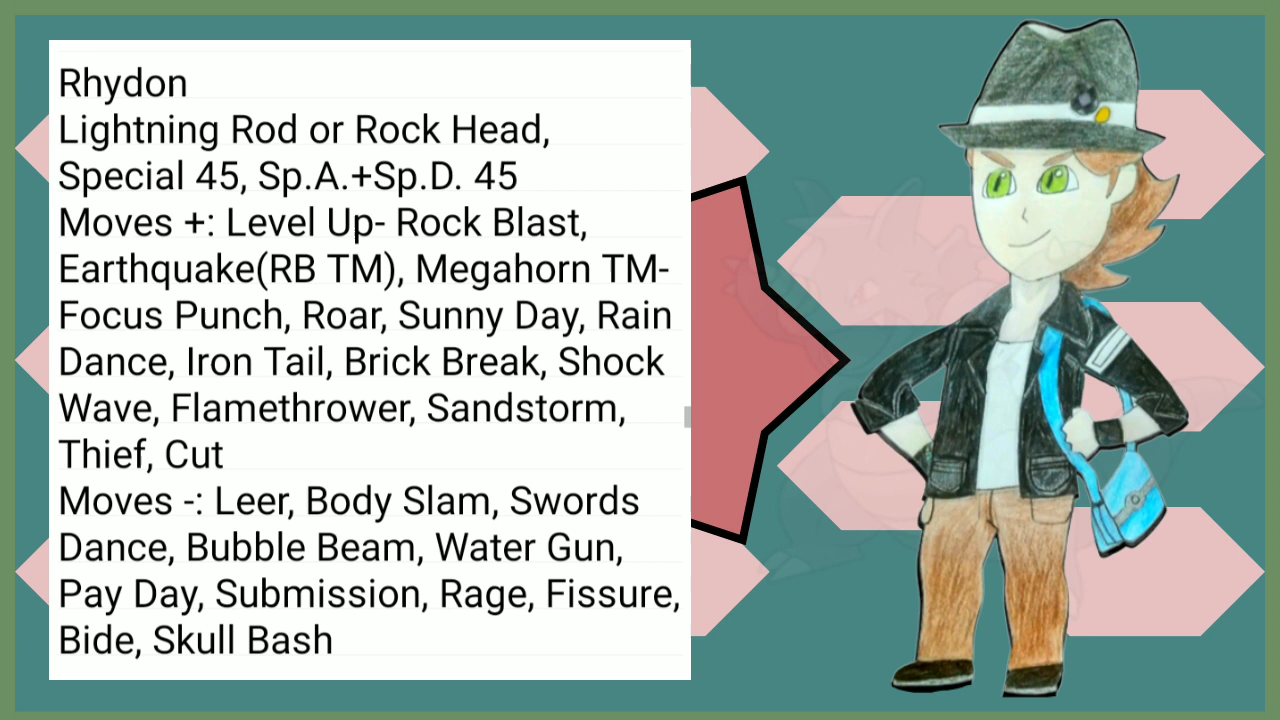 Rhydon
Lightning Rod or Rock Head,
Special 45, Sp.A.+Sp.D. 45
Moves +: Level Up- Rock Blast,
Earthquake(RB TM), Megahorn TM-
Focus Punch, Roar, Sunny Day, Rain
Dance, Iron Tail, Brick Break, Shock
Wave, Flamethrower, Sandstorm,
Thief, Cut
Moves -: Leer, Body Slam, Swords
Dance, Bubble Beam, Water Gun,
Pay Day, Submission, Rage, Fissure,
Bide, Skull Bash